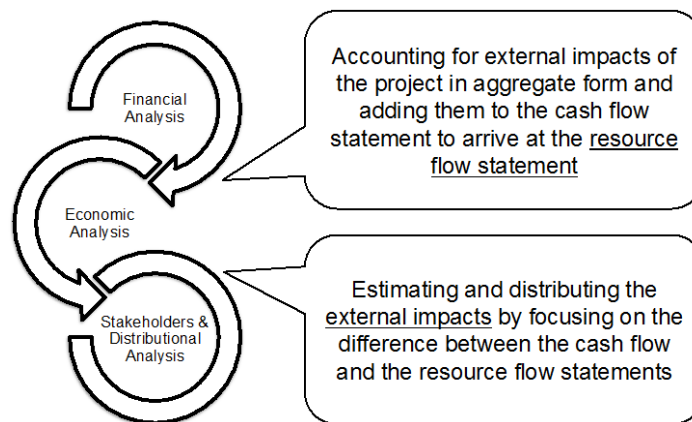 Financial
Analysis
Accounting for external impacts of
the project in aggregate form and
adding them to the cash flow
statement to arrive at the resource
flow statement
Economic
Analysis
Stakeholders &
Distributional
Analysis
Estimating and distributing the
external impacts by focusing on the
difference between the cash flow
and the resource flow statements